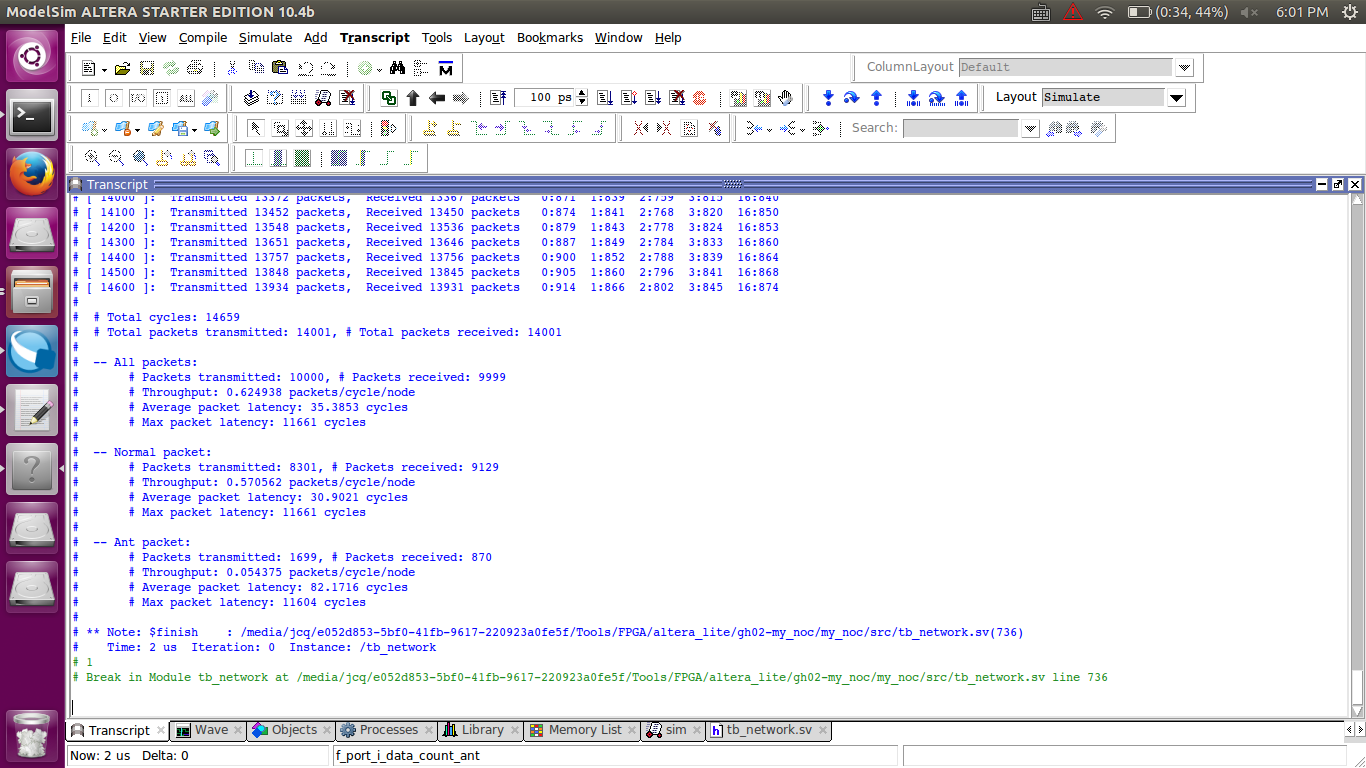 ModelSim ALTERA STARTER EDITION 10.4b
(0:34, 44%)
6:01 PM
File Edit View Compile Simulate Add Transcript Tools Layout Bookmarks Window Help
ColumnLayout Default
100 ps
Layout Simulate
Search:
Transcript
# [ 14000 ]:  Transmitted 13372 packets,  Received 13367 packets   0:871  1:839  2:759  3:815  16:840
# [ 14100 ]:  Transmitted 13452 packets,  Received 13450 packets   0:874  1:841  2:768  3:820  16:850
# [ 14200 ]:  Transmitted 13548 packets,  Received 13536 packets   0:879  1:843  2:778  3:824  16:853
# [ 14300 ]:  Transmitted 13651 packets,  Received 13646 packets   0:887  1:849  2:784  3:833  16:860
# [ 14400 ]:  Transmitted 13757 packets,  Received 13756 packets   0:900  1:852  2:788  3:839  16:864
# [ 14500 ]:  Transmitted 13848 packets,  Received 13845 packets   0:905  1:860  2:796  3:841  16:868
# [ 14600 ]:  Transmitted 13934 packets,  Received 13931 packets   0:914  1:866  2:802  3:845  16:874
#
#  # Total cycles: 14659
#  # Total packets transmitted: 14001, # Total packets received: 14001
#
#  -- All packets:
#       # Packets transmitted: 10000, # Packets received: 9999
#       # Throughput: 0.624938 packets/cycle/node
#       # Average packet latency: 35.3853 cycles
#       # Max packet latency: 11661 cycles
#
#  -- Normal packet:
#       # Packets transmitted: 8301, # Packets received: 9129
#       # Throughput: 0.570562 packets/cycle/node
#       # Average packet latency: 30.9021 cycles
#       # Max packet latency: 11661 cycles
#
#  -- Ant packet:
#       # Packets transmitted: 1699, # Packets received: 870
#       # Throughput: 0.054375 packets/cycle/node
#       # Average packet latency: 82.1716 cycles
#       # Max packet latency: 11604 cycles
#
# ** Note: $finish    : /media/jcq/e052d853-5bf0-41fb-9617-220923a0fe5f/Tools/FPGA/altera_lite/gh02-my_noc/my_noc/src/tb_network.sv(736)
#    Time: 2 us  Iteration: 0  Instance: /tb_network
# 1
# Break in Module tb_network at /media/jcq/e052d853-5bf0-41fb-9617-220923a0fe5f/Tools/FPGA/altera_lite/gh02-my_noc/my_noc/src/tb_network.sv line 736
Transcript Wave Objects Processes Library Memory List sim tb_network.sv
Now: 2 us  Delta: 0
f_port_i_data_count_ant